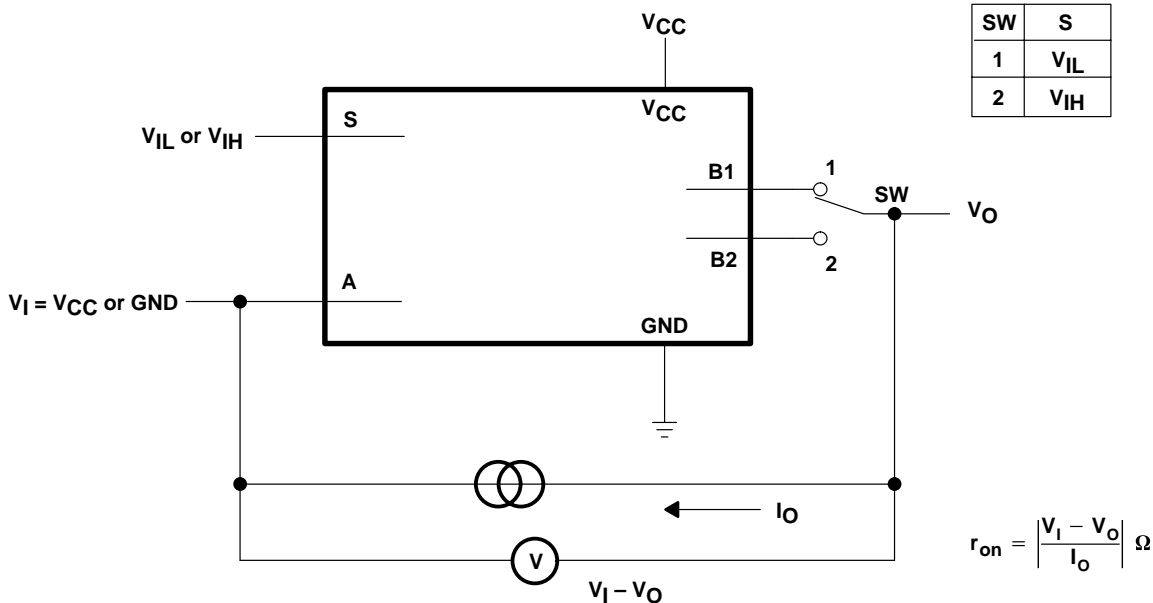 VCC
SW S
1 VIL
2 VIH
VCC
S
VIL or VIH
B1
1
SW
VO
B2
2
A
VI = VCC or GND
GND
IO
V
VI – VO
ron = |VI – VO / IO| Ω